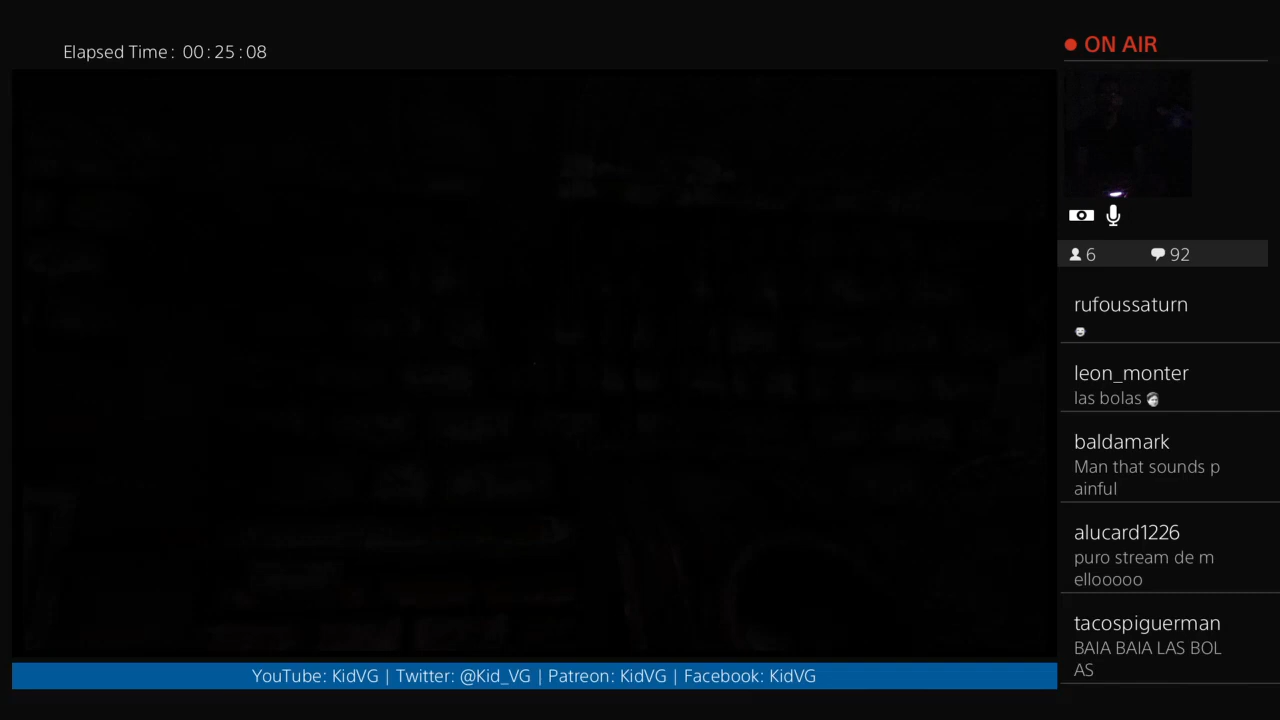 Elapsed Time: 00:25:08
ON AIR
6 92
rufoussaturn
leon_monter
las bolas
baldamark
Man that sounds p
ainful
alucard1226
puro stream de m
ellooooo
tacospiguerman
BAIA BAIA LAS BOL
AS
YouTube: KidVG | Twitter: @Kid_VG | Patreon: KidVG | Facebook: KidVG